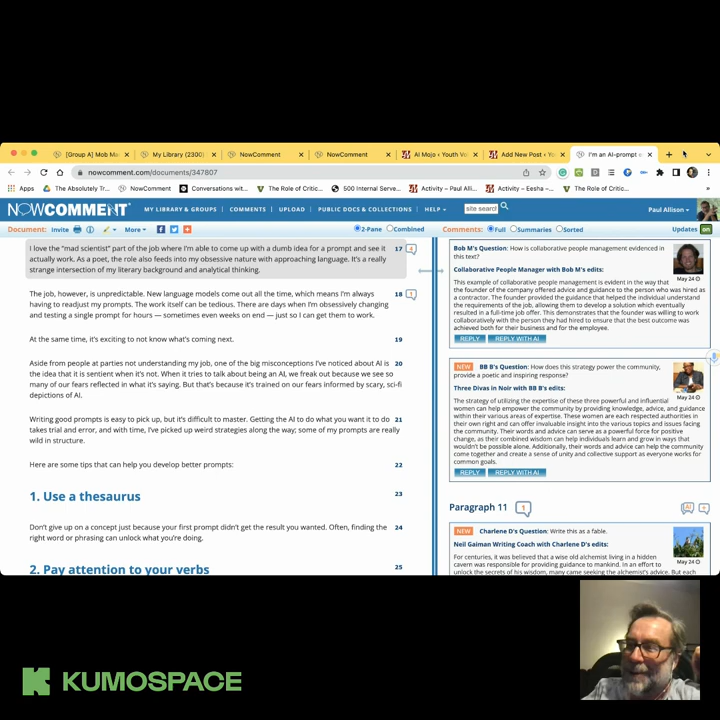 [Group A] Mob Ma
My Library (2300)
NowComment
NowComment
AI Mojo ‹ Youth Vo
Add New Post ‹ Yo
I'm an AI-prompt e
nowcomment.com/documents/347807
Apps
The Absolutely Tr...
NowComment
Conversations wit...
The Role of Critic...
500 Internal Serve...
Activity – Paul Alli...
Activity – Eesha –...
The Role of Critic...
NOWCOMMENT
MY LIBRARY & GROUPS
COMMENTS
UPLOAD
PUBLIC DOCS & COLLECTIONS
HELP
site search
Paul Allison
Document:
Invite
More
2-Pane
Combined
Comments:
Full
Summaries
Sorted
Updates
ON
I love the "mad scientist" part of the job where I'm able to come up with a dumb idea for a prompt and see it
actually work. As a poet, the role also feeds into my obsessive nature with approaching language. It's a really
strange intersection of my literary background and analytical thinking.
17
4
The job, however, is unpredictable. New language models come out all the time, which means I'm always
having to readjust my prompts. The work itself can be tedious. There are days when I'm obsessively changing
and testing a single prompt for hours — sometimes even weeks on end — just so I can get them to work.
18
1
At the same time, it's exciting to not know what's coming next.
19
Aside from people at parties not understanding my job, one of the big misconceptions I've noticed about AI is
the idea that it is sentient when it's not. When it tries to talk about being an AI, we freak out because we see so
many of our fears reflected in what it's saying. But that's because it's trained on our fears informed by scary, sci-fi
depictions of AI.
20
Writing good prompts is easy to pick up, but it's difficult to master. Getting the AI to do what you want it to do
takes trial and error, and with time, I've picked up weird strategies along the way; some of my prompts are really
wild in structure.
21
Here are some tips that can help you develop better prompts:
22
1. Use a thesaurus
23
Don't give up on a concept just because your first prompt didn't get the result you wanted. Often, finding the
right word or phrasing can unlock what you're doing.
24
2. Pay attention to your verbs
25
Bob M's Question: How is collaborative people management evidenced in
this text?
Collaborative People Manager with Bob M's edits:
This example of collaborative people management is evident in the way that
the founder of the company offered advice and guidance to the person who was hired as
a contractor. The founder provided the guidance that helped the individual understand
the requirements of the job, allowing them to develop a solution which eventually
resulted in a full-time job offer. This demonstrates that the founder was willing to work
collaboratively with the person they had hired to ensure that the best outcome was
achieved both for their business and for the employee.
May 24
REPLY
REPLY WITH AI
NEW
BB B's Question: How does this strategy power the community,
provide a poetic and inspiring response?
Three Divas in Noir with BB B's edits:
The strategy of utilizing the expertise of these three powerful and influential
women can help empower the community by providing knowledge, advice, and guidance
within their various areas of expertise. These women are each respected authorities in
their own right and can offer invaluable insight into the various topics and issues facing
the community. Their words and advice can serve as a powerful force for positive
change, as their combined wisdom can help individuals learn and grow in ways that
wouldn't be possible alone. Additionally, their words and advice can help the community
come together and create a sense of unity and collective support as everyone works for
common goals.
May 24
REPLY
REPLY WITH AI
Paragraph 11
1
AI
+
NEW
Charlene D's Question: Write this as a fable.
Neil Gaiman Writing Coach with Charlene D's edits:
For centuries, it was believed that a wise old alchemist living in a hidden
cavern was responsible for providing guidance to mankind. In an effort to
unlock the secrets of his wisdom, many came seeking the alchemist's advice. But each
May 24
KUMOSPACE